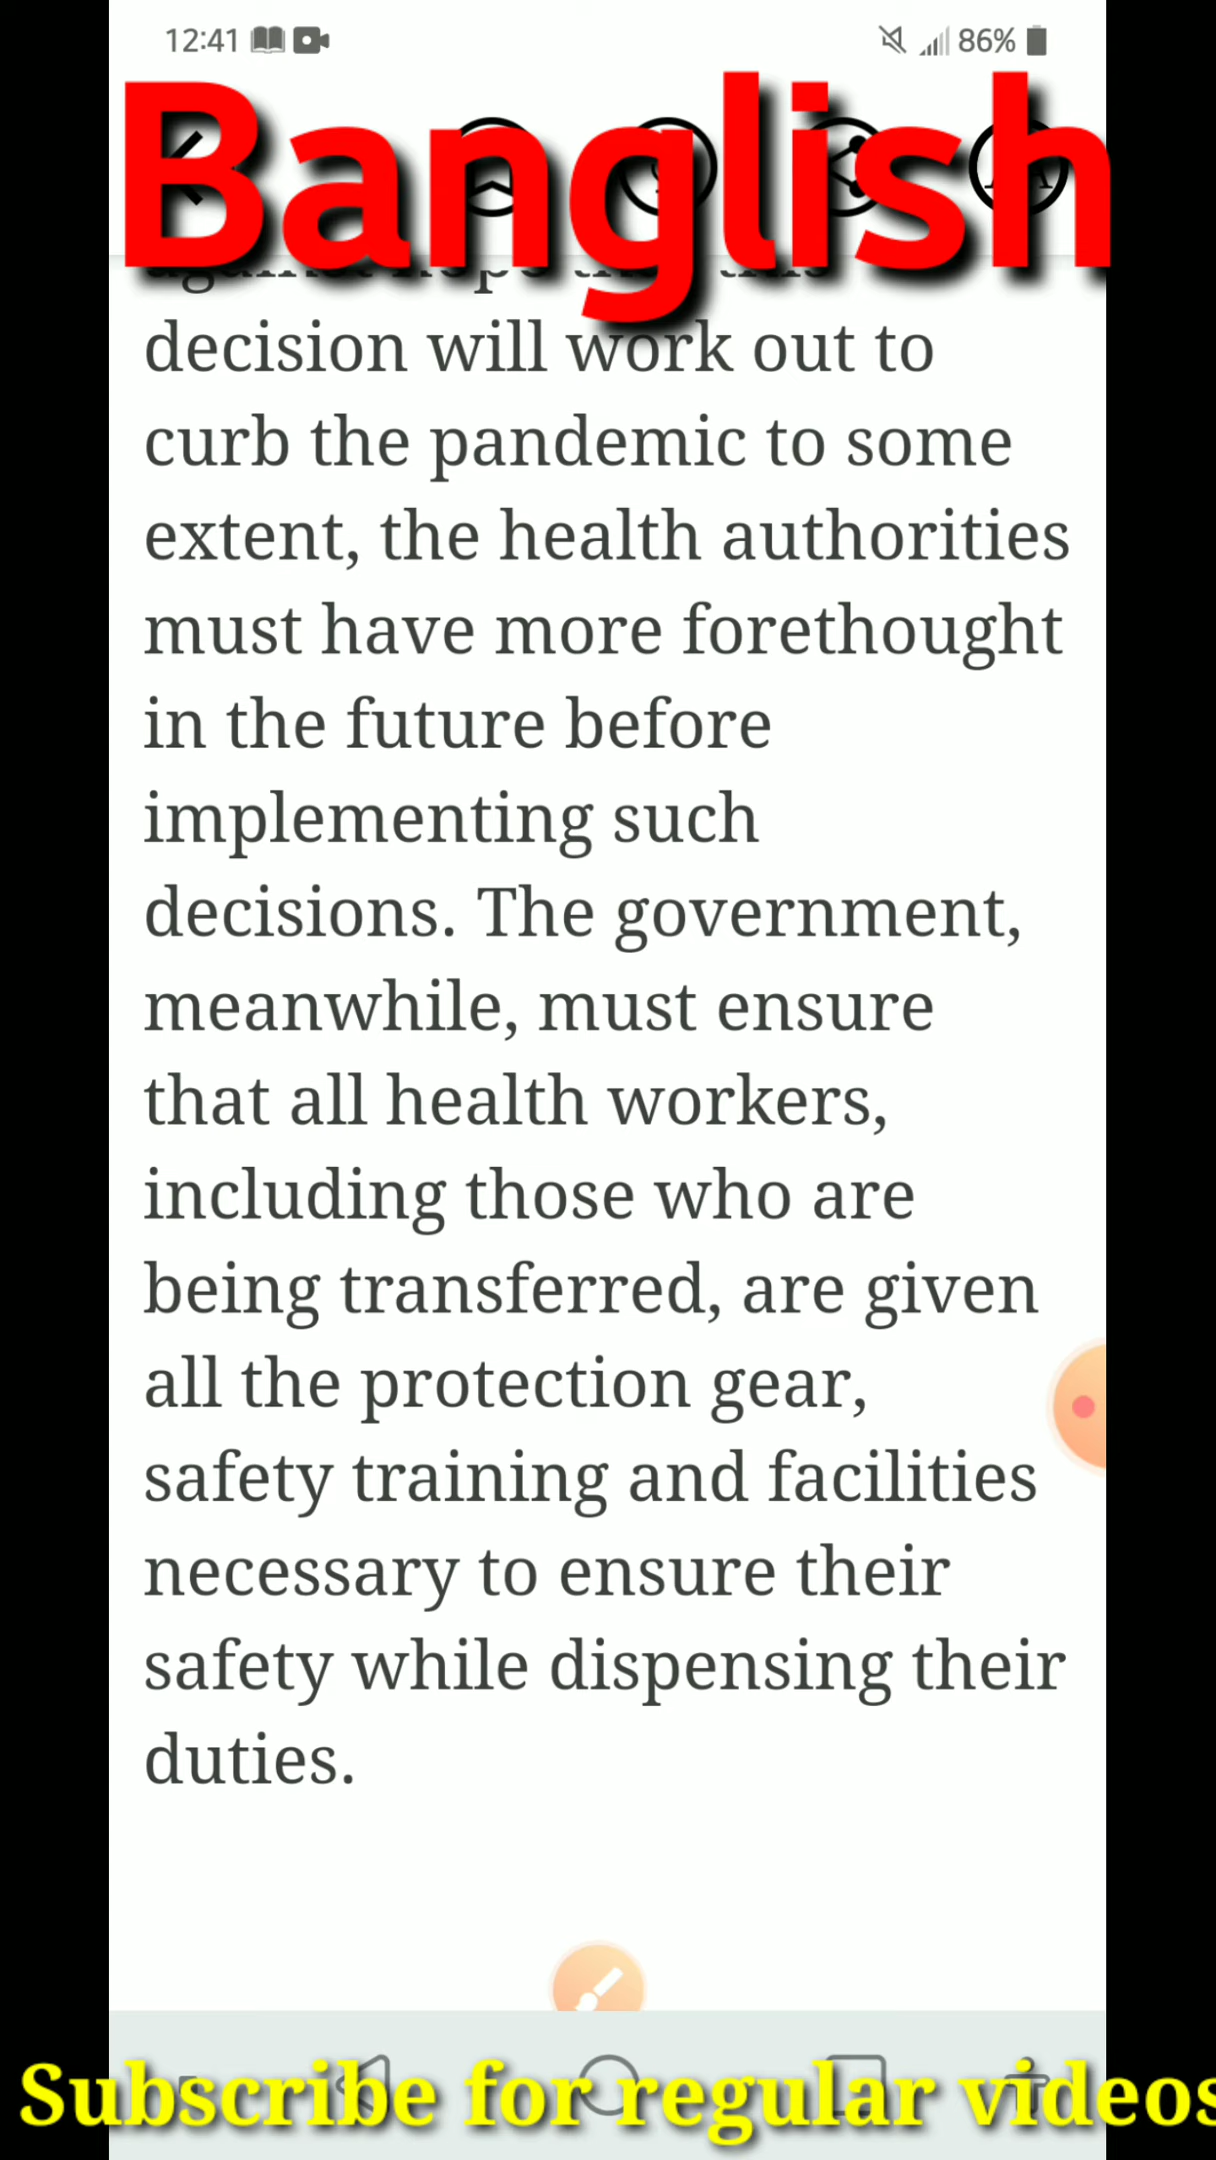 12:41
86%
Banglish
decision will work out to
curb the pandemic to some
extent, the health authorities
must have more forethought
in the future before
implementing such
decisions. The government,
meanwhile, must ensure
that all health workers,
including those who are
being transferred, are given
all the protection gear,
safety training and facilities
necessary to ensure their
safety while dispensing their
duties.
Subscribe for regular videos